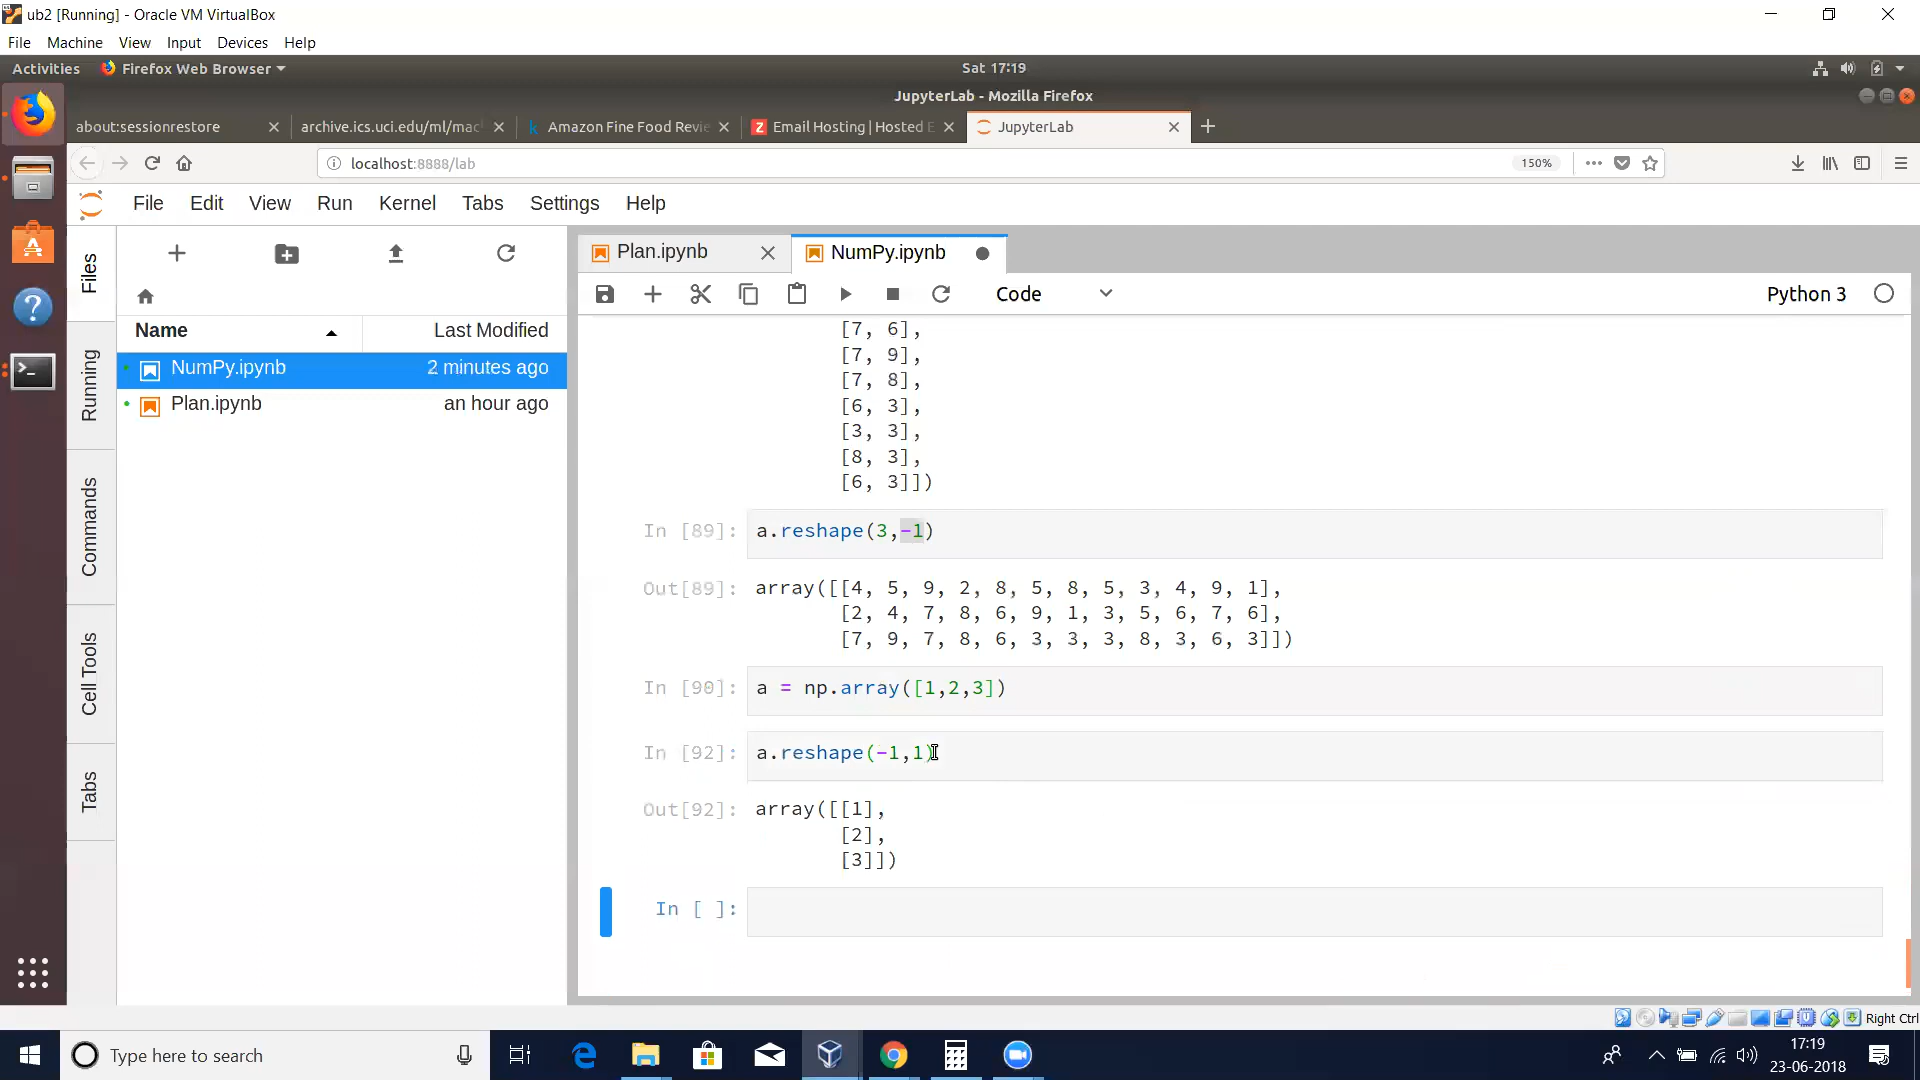 ub2 [Running] - Oracle VM VirtualBox
File Machine View Input Devices Help
Activities Firefox Web Browser Sat 17:19
JupyterLab - Mozilla Firefox
about:sessionrestore archive.ics.uci.edu/ml/mac Amazon Fine Food Revie Email Hosting | Hosted E JupyterLab
localhost:8888/lab 150%
File Edit View Run Kernel Tabs Settings Help
Files
Running
Commands
Cell Tools
Tabs
Name Last Modified
NumPy.ipynb 2 minutes ago
Plan.ipynb an hour ago
Plan.ipynb NumPy.ipynb
Code Python 3
[7, 6],
[7, 9],
[7, 8],
[6, 3],
[3, 3],
[8, 3],
[6, 3]])
In [89]: a.reshape(3,-1)
Out[89]: array([[4, 5, 9, 2, 8, 5, 8, 5, 3, 4, 9, 1],
[2, 4, 7, 8, 6, 9, 1, 3, 5, 6, 7, 6],
[7, 9, 7, 8, 6, 3, 3, 3, 8, 3, 6, 3]])
In [90]: a = np.array([1,2,3])
In [92]: a.reshape(-1,1)
Out[92]: array([[1],
[2],
[3]])
In [ ]:
Right Ctrl
Type here to search
17:19
23-06-2018